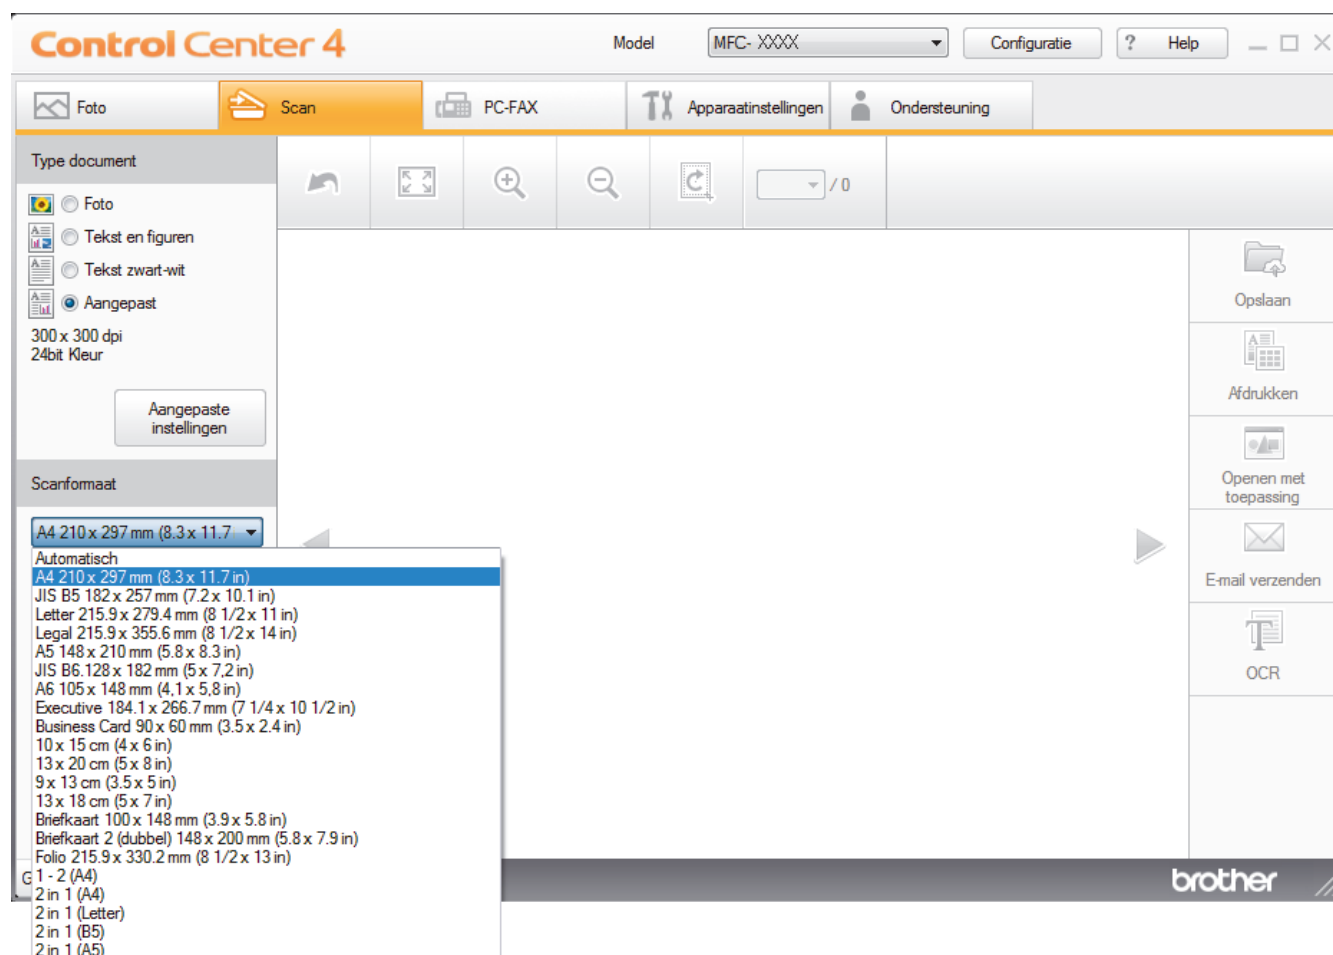 Control Center 4
Model
MFC- XXXX
Configuratie
? Help
Foto
Scan
PC-FAX
Apparaatinstellingen
Ondersteuning
Type document
/ 0
Foto
Tekst en figuren
Tekst zwart-wit
Aangepast
300 x 300 dpi
24bit Kleur
Aangepaste
instellingen
Scanformaat
A4 210 x 297 mm (8.3 x 11.7
Automatisch
A4 210 x 297 mm (8.3 x 11.7 in)
JIS B5 182 x 257 mm (7.2 x 10.1 in)
Letter 215.9 x 279.4 mm (8 1/2 x 11 in)
Legal 215.9 x 355.6 mm (8 1/2 x 14 in)
A5 148 x 210 mm (5.8 x 8.3 in)
JIS B6.128 x 182 mm (5 x 7,2 in)
A6 105 x 148 mm (4,1 x 5,8 in)
Executive 184.1 x 266.7 mm (7 1/4 x 10 1/2 in)
Business Card 90 x 60 mm (3.5 x 2.4 in)
10 x 15 cm (4 x 6 in)
13 x 20 cm (5 x 8 in)
9 x 13 cm (3.5 x 5 in)
13 x 18 cm (5 x 7 in)
Briefkaart 100 x 148 mm (3.9 x 5.8 in)
Briefkaart 2 (dubbel) 148 x 200 mm (5.8 x 7.9 in)
Folio 215.9 x 330.2 mm (8 1/2 x 13 in)
1 - 2 (A4)
2 in 1 (A4)
2 in 1 (Letter)
2 in 1 (B5)
2 in 1 (A5)
Opslaan
Afdrukken
Openen met
toepassing
E-mail verzenden
OCR
brother